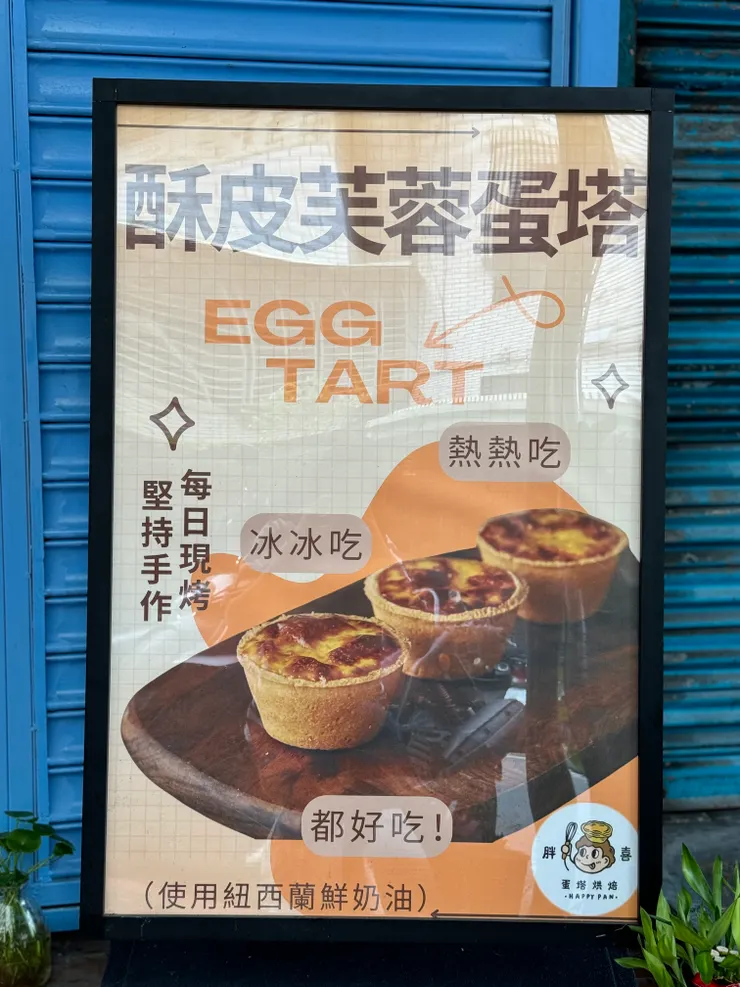 酥皮芙蓉蛋塔
EGG
TART
熱熱吃
每日現烤
堅持手作
冰冰吃
都好吃!
胖喜
蛋塔烘焙
·HAPPY PAN·
(使用紐西蘭鮮奶油)